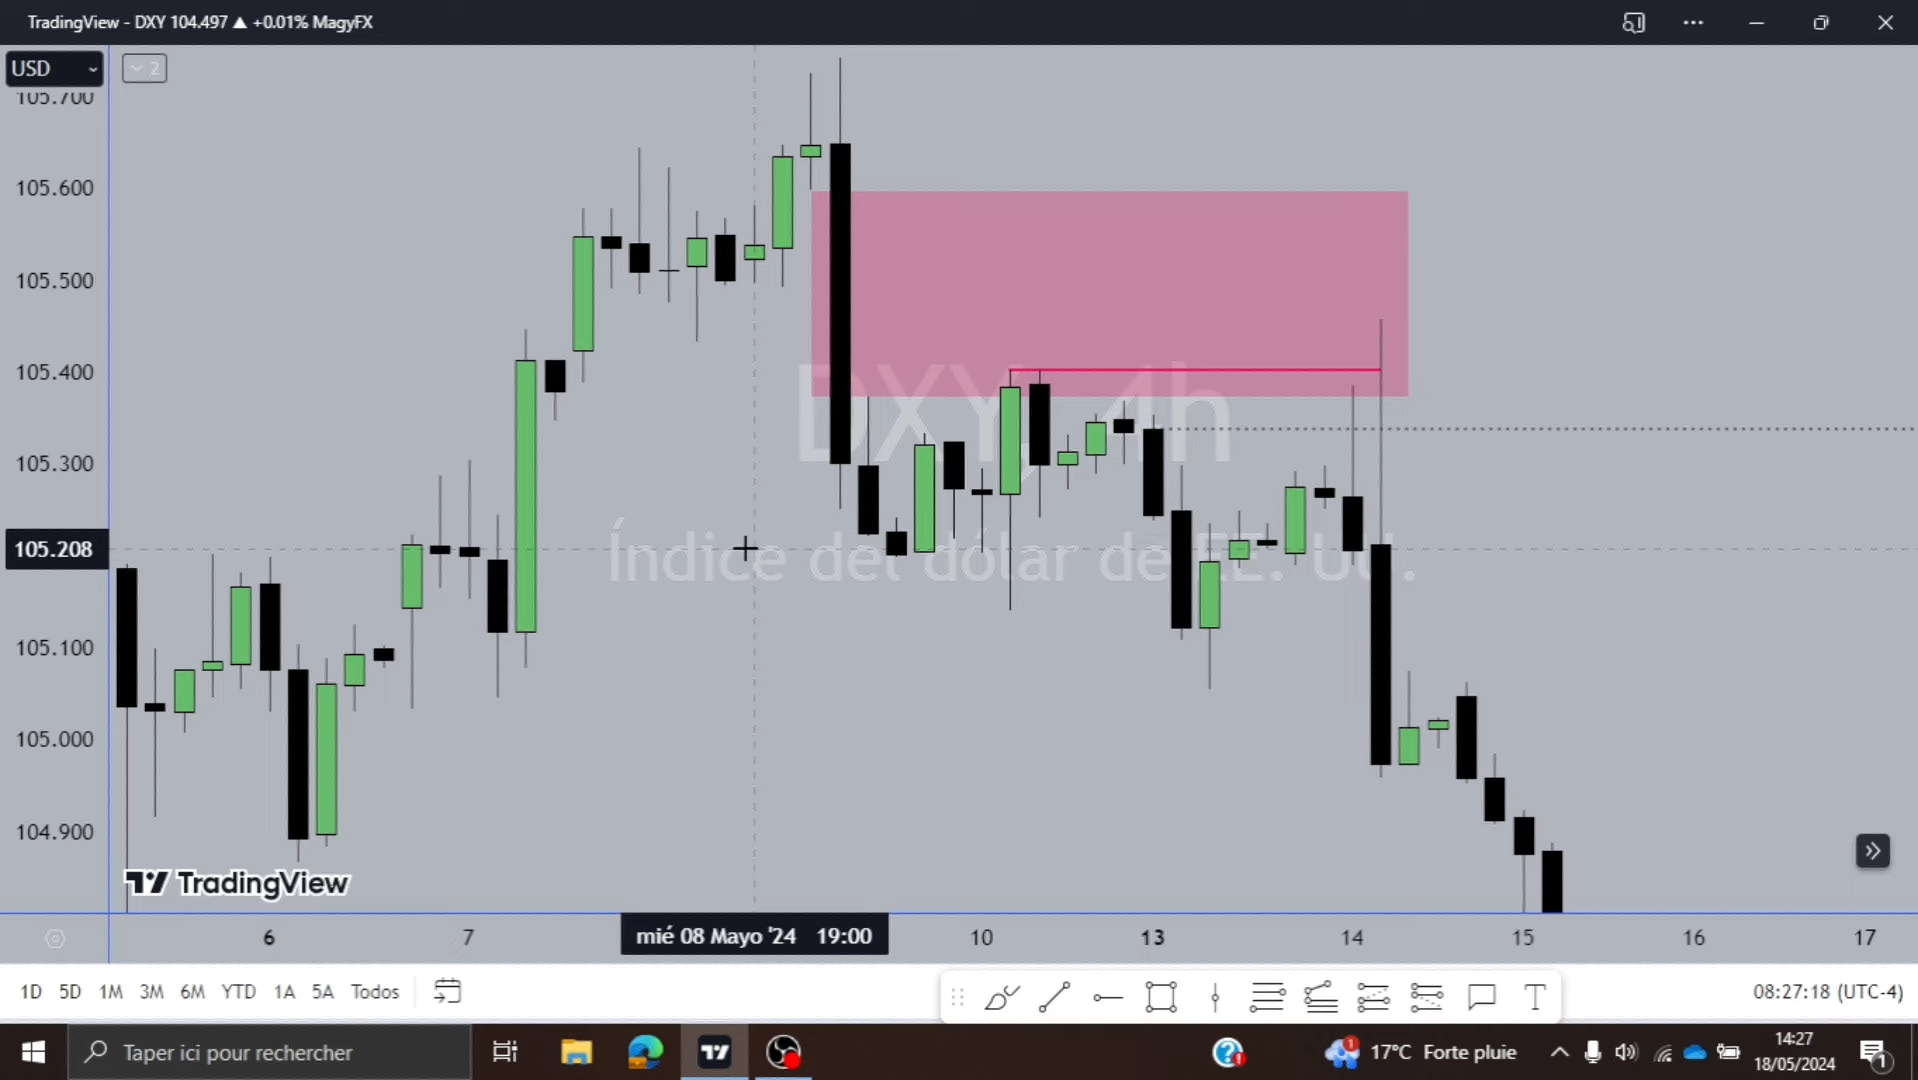 TradingView - DXY 104.497 ▲ +0.01% MagyFX
USD
2
105.700
105.600
105.500
105.400
105.300
105.208
105.100
105.000
104.900
DXY, 4h
Índice del dólar de EE. UU.
TradingView
6
7
mié 08 Mayo '24 19:00
10
13
14
15
16
17
1D 5D 1M 3M 6M YTD 1A 5A Todos
08:27:18 (UTC-4)
Taper ici pour rechercher
1
17°C Forte pluie
14:27
18/05/2024
1